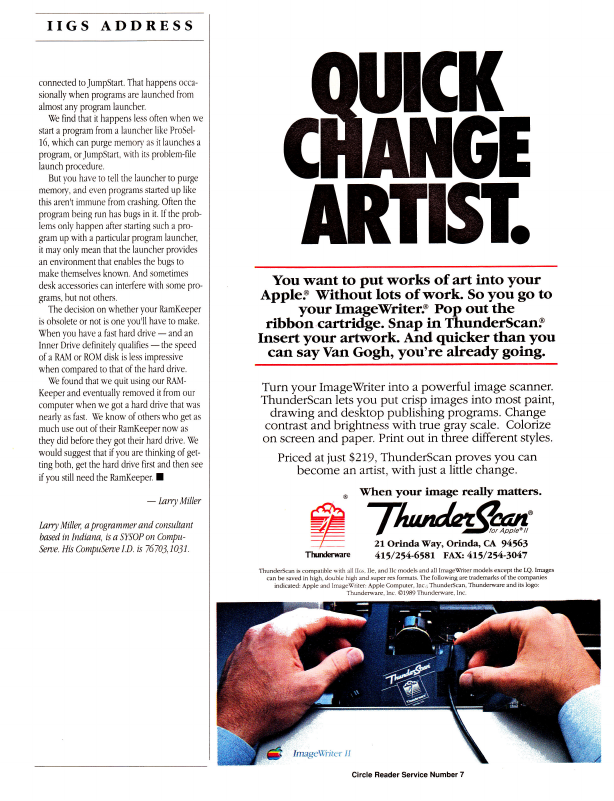 IIGS ADDRESS
connected to JumpStart. That happens occa-
sionally when programs are launched from
almost any program launcher.
We find that it happens less often when we
start a program from a launcher like ProSel-
16, which can purge memory as it launches a
program, or JumpStart, with its problem-file
launch procedure.
But you have to tell the launcher to purge
memory, and even programs started up like
this aren't immune from crashing. Often the
program being run has bugs in it. If the prob-
lems only happen after starting such a pro-
gram up with a particular program launcher,
it may only mean that the launcher provides
an environment that enables the bugs to
make themselves known. And sometimes
desk accessories can interfere with some pro-
grams, but not others.
The decision on whether your RamKeeper
is obsolete or not is one you'll have to make.
When you have a fast hard drive — and an
Inner Drive definitely qualifies — the speed
of a RAM or ROM disk is less impressive
when compared to that of the hard drive.
We found that we quit using our RAM-
Keeper and eventually removed it from our
computer when we got a hard drive that was
nearly as fast. We know of others who get as
much use out of their RamKeeper now as
they did before they got their hard drive. We
would suggest that if you are thinking of get-
ting both, get the hard drive first and then see
if you still need the RamKeeper. ■
— Larry Miller
Larry Miller, a programmer and consultant
based in Indiana, is a SYSOP on Compu-
Serve. His CompuServe I.D. is 76703,1031.
QUICK
CHANGE
ARTIST.
You want to put works of art into your
Apple.® Without lots of work. So you go to
your ImageWriter.® Pop out the
ribbon cartridge. Snap in ThunderScan.®
Insert your artwork. And quicker than you
can say Van Gogh, you're already going.
Turn your ImageWriter into a powerful image scanner.
ThunderScan lets you put crisp images into most paint,
drawing and desktop publishing programs. Change
contrast and brightness with true gray scale. Colorize
on screen and paper. Print out in three different styles.
Priced at just $219, ThunderScan proves you can
become an artist, with just a little change.
®
Thunderware
When your image really matters.
ThunderScan®
for Apple® II
21 Orinda Way, Orinda, CA 94563
415/254-6581 FAX: 415/254-3047
ThunderScan is compatible with all IIGS, IIe, and IIc models and all ImageWriter models except the LQ. Images
can be saved in high, double high and super res formats. The following are trademarks of the companies
indicated: Apple and ImageWriter: Apple Computer, Inc.; ThunderScan, Thunderware and its logo:
Thunderware, Inc. ©1989 Thunderware, Inc.
ThunderScan
ImageWriter II
Circle Reader Service Number 7